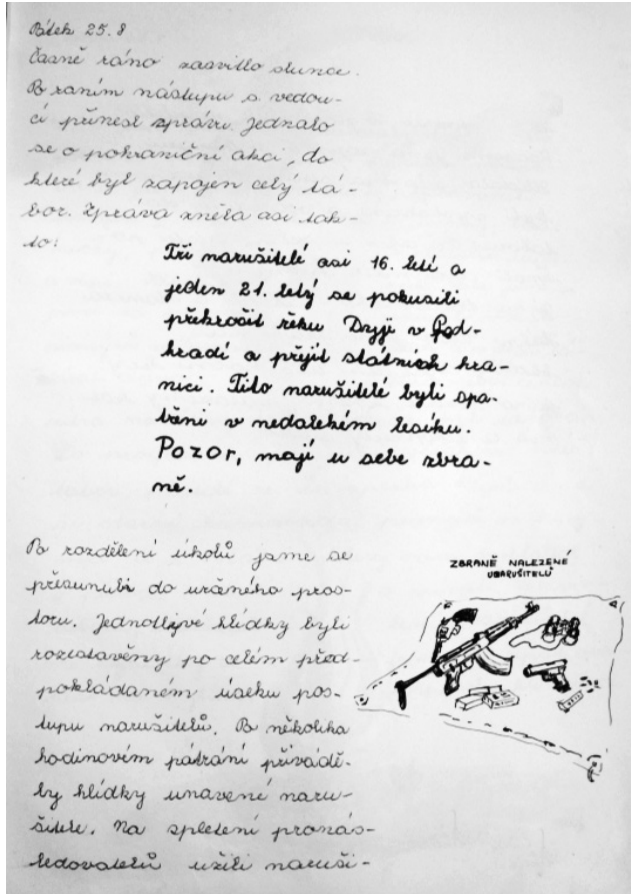 Pátek 25.8
Časně ráno zasvitlo slunce.
Po raním nástupu s. vedou-
cí přinesl zprávu. Jednalo
se o pohraniční akci, do
které byl zapojen celý tá-
bor. Zpráva zněla asi tak-
to:
Tři narušitelé asi 16. letí a
jeden 21. letý se pokusili
překročit řeku Dyji v Pod-
hradí a přejít státních hra-
nici. Tito narušitelé byli spa-
třeni v nedalekém lesíku.
Pozor, mají u sebe zbra-
ně.
Po rozdělení úkolů jsme se
přesunuli do určeného pros-
toru. Jednotlivé hlídky byli
rozestavěny po celém před-
pokládaném úseku pos-
tupu narušitelů. Po několika
hodinovém pátrání přivádě-
ly hlídky unavené naru-
šitele. Na spletení pronás-
ledovatelů užili naruši-
ZBRANĚ NALEZENÉ
U NARUŠITELŮ